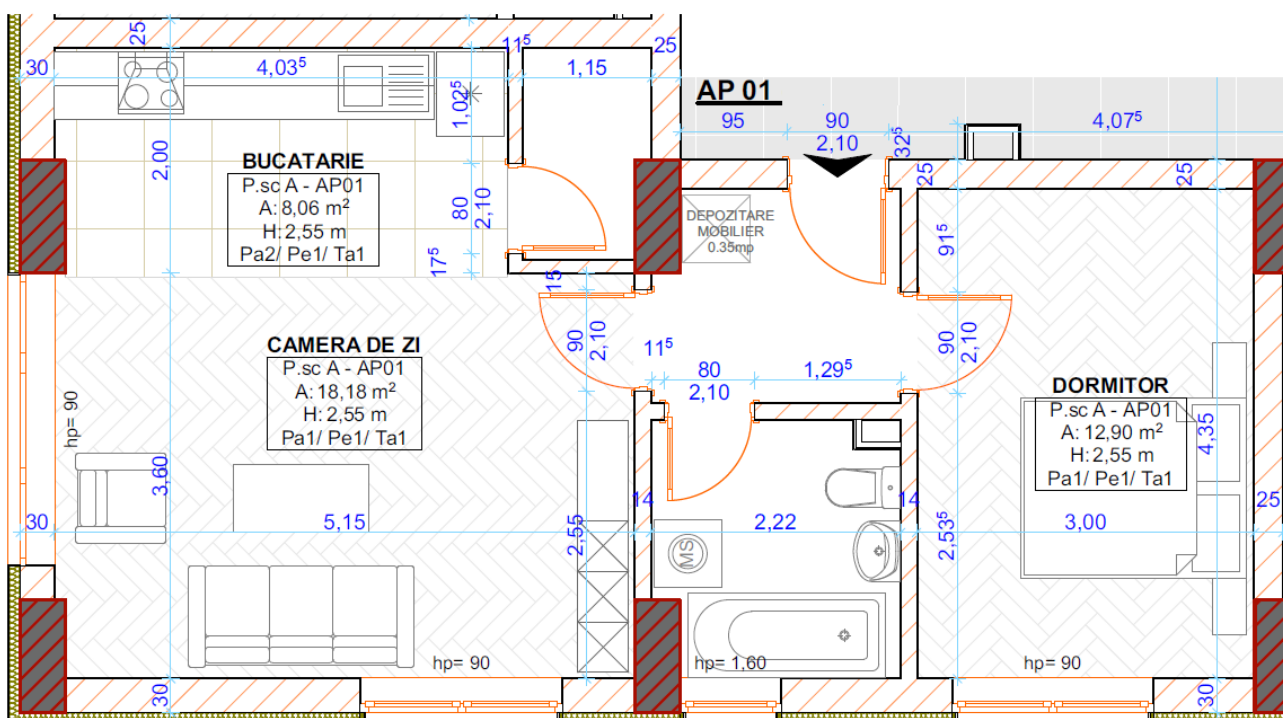 25
11⁵
25
30
4,03⁵
1,15
1,02⁵
AP 01
95
90
2,10
32⁵
4,07⁵
2,00
BUCATARIE
P.sc A - AP01
A: 8,06 m²
H: 2,55 m
Pa2/ Pe1/ Ta1
80
2,10
17⁵
DEPOZITARE
MOBILIER
0.35mp
25
25
91⁵
15
90
2,10
CAMERA DE ZI
P.sc A - AP01
A: 18,18 m²
H: 2,55 m
Pa1/ Pe1/ Ta1
11⁵
80
2,10
1,29⁵
90
2,10
DORMITOR
P.sc A - AP01
A: 12,90 m²
H: 2,55 m
Pa1/ Pe1/ Ta1
4,35
hp= 90
3,60
30
5,15
2,55
14
2,22
14
2,53⁵
3,00
25
MS
hp= 90
hp= 1,60
hp= 90
30
30